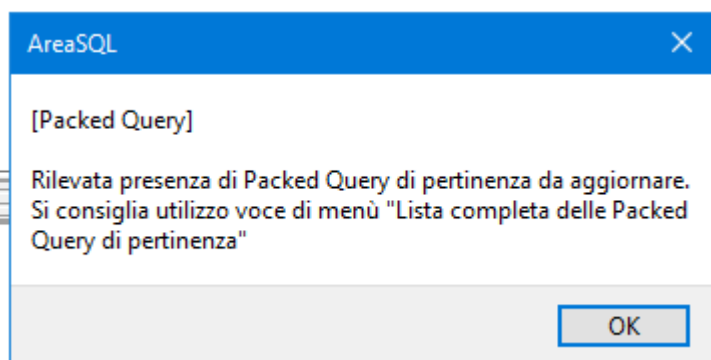 AreaSQL
[Packed Query]
Rilevata presenza di Packed Query di pertinenza da aggiornare.
Si consiglia utilizzo voce di menù "Lista completa delle Packed
Query di pertinenza"
OK